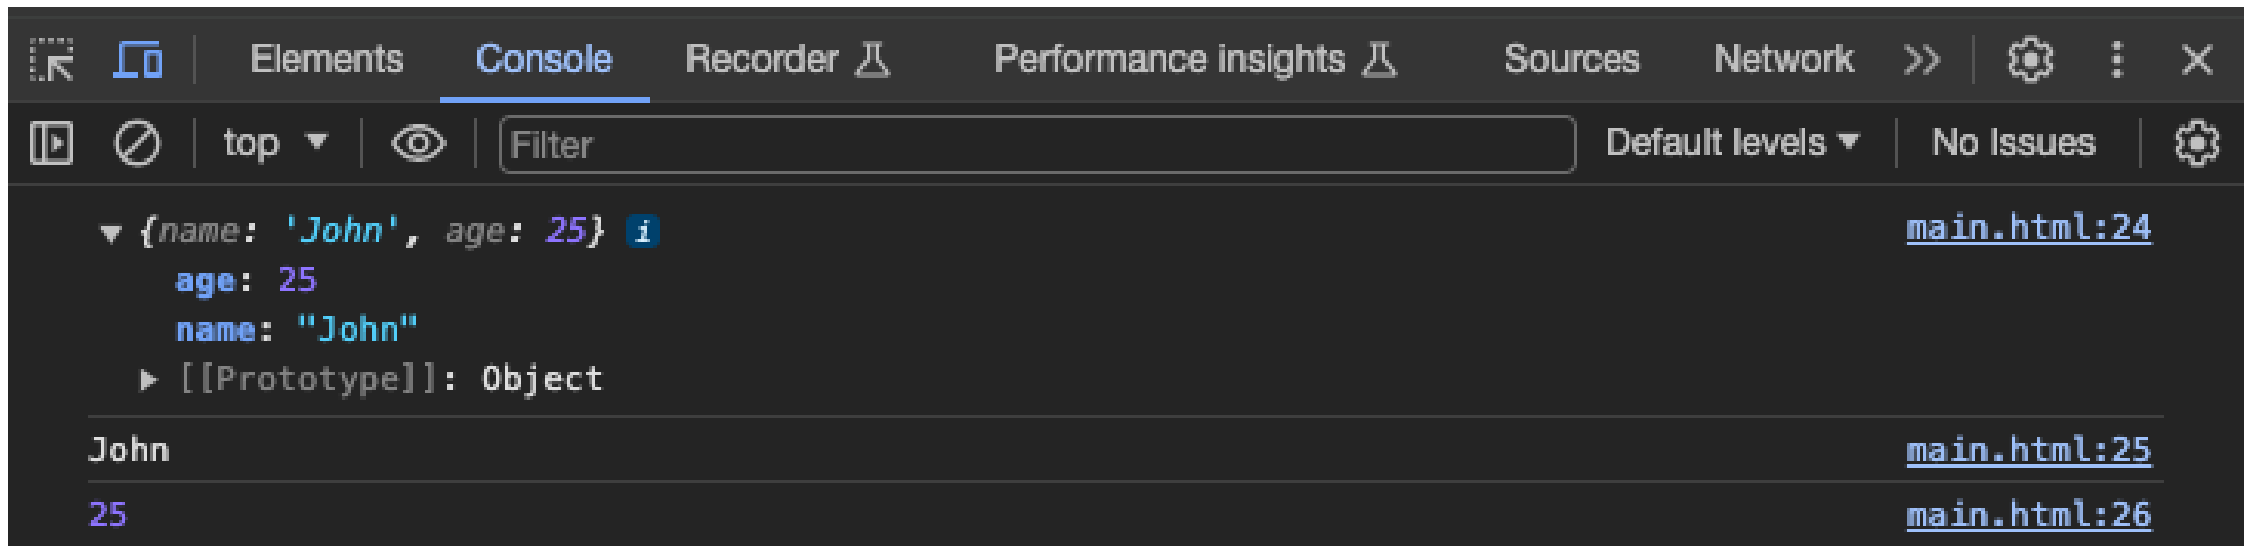 Elements Console Recorder Performance insights Sources Network
top Filter Default levels No Issues
{name: 'John', age: 25} i main.html:24
age: 25
name: "John"
[[Prototype]]: Object
John main.html:25
25 main.html:26